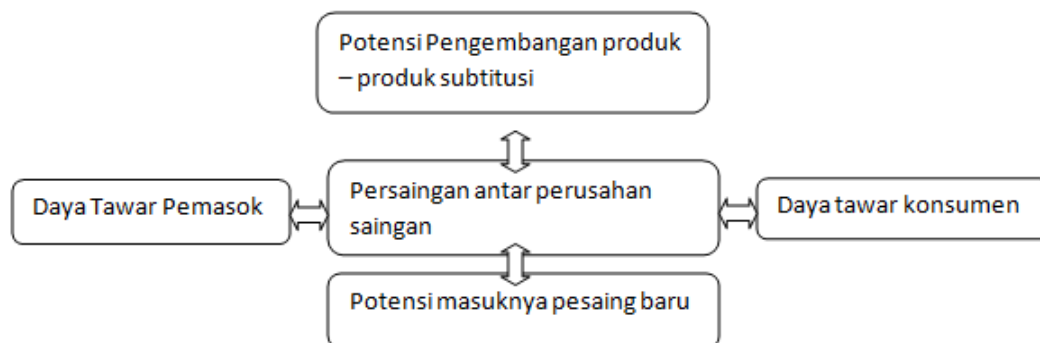 Potensi Pengembangan produk
– produk subtitusi
Daya Tawar Pemasok
Persaingan antar perusahan
saingan
Daya tawar konsumen
Potensi masuknya pesaing baru